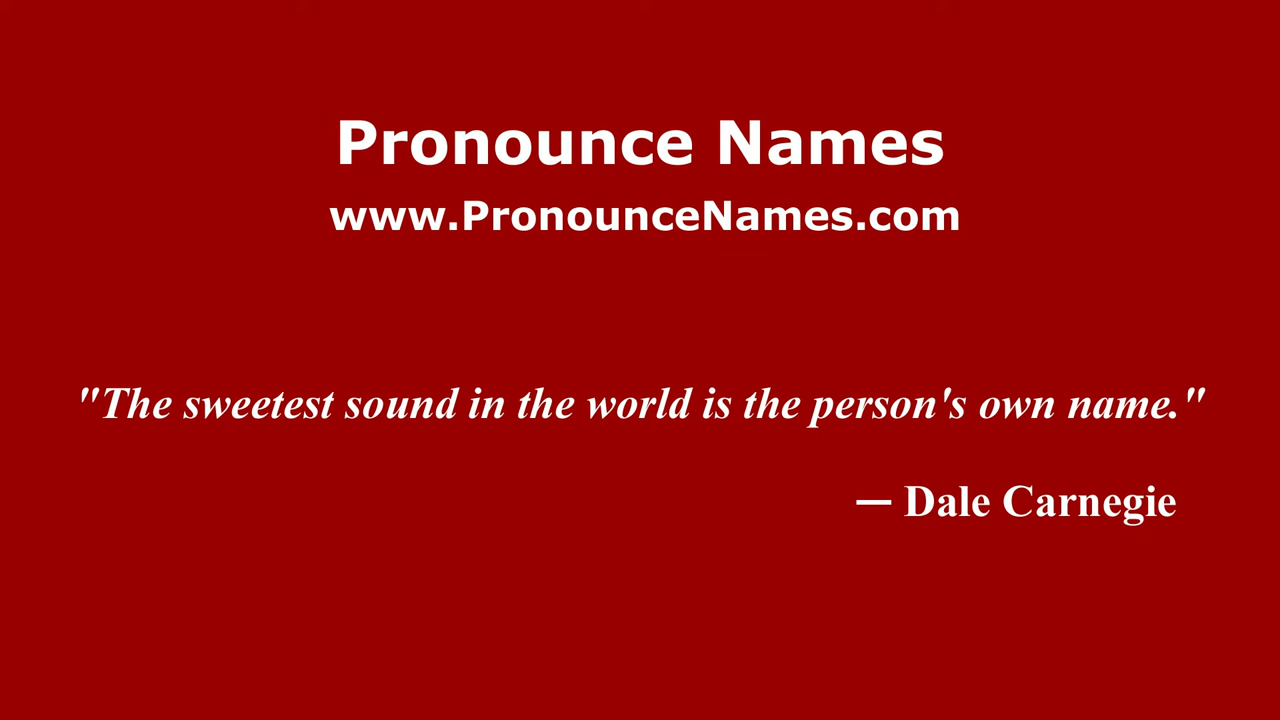 Pronounce Names
www.PronounceNames.com
"The sweetest sound in the world is the person's own name."
— Dale Carnegie